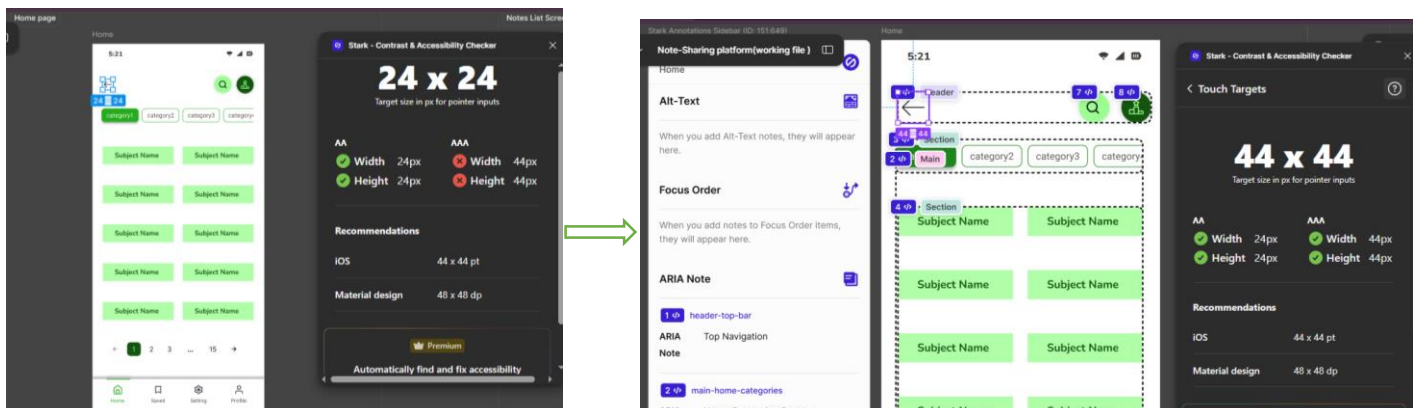 Home page
Notes List Scre
Home
5:21
24 x 24
category1
category2
category3
category
Subject Name
Subject Name
Subject Name
Subject Name
Subject Name
Subject Name
Subject Name
Subject Name
Subject Name
Subject Name
1 2 3 ... 15
Home
Saved
Setting
Profile
Stark - Contrast & Accessibility Checker
24 x 24
Target size in px for pointer inputs
AA
AAA
Width 24px
Width 44px
Height 24px
Height 44px
Recommendations
iOS 44 x 44 pt
Material design 48 x 48 dp
Premium
Automatically find and fix accessibility
Stark Annotations Sidebar (ID: 151:649)
Note-Sharing platform(working file )
Home
Alt-Text
When you add Alt-Text notes, they will appear
here.
Focus Order
When you add notes to Focus Order items,
they will appear here.
ARIA Note
1 header-top-bar
ARIA
Note
Top Navigation
2 main-home-categories
Home
5:21
eader
7
8
44 44
Section
2 Main
category2
category3
category
4 Section
Subject Name
Subject Name
Subject Name
Subject Name
Subject Name
Subject Name
Stark - Contrast & Accessibility Checker
Touch Targets
?
44 x 44
Target size in px for pointer inputs
AA
AAA
Width 24px
Width 44px
Height 24px
Height 44px
Recommendations
iOS 44 x 44 pt
Material design 48 x 48 dp